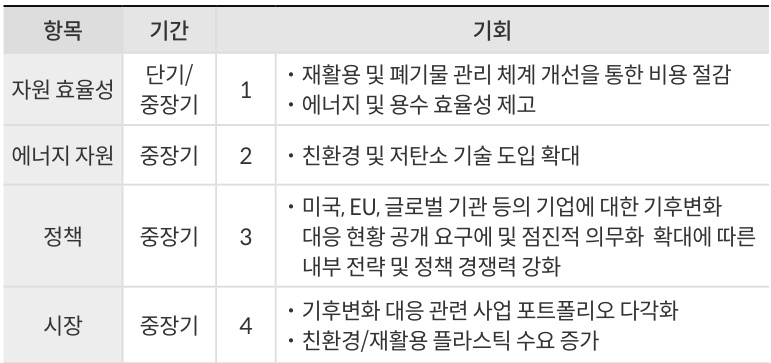 항목 기간 기회
자원 효율성 단기/
중장기 1 • 재활용 및 폐기물 관리 체계 개선을 통한 비용 절감
• 에너지 및 용수 효율성 제고
에너지 자원 중장기 2 • 친환경 및 저탄소 기술 도입 확대
정책 중장기 3 • 미국, EU, 글로벌 기관 등의 기업에 대한 기후변화
대응 현황 공개 요구에 및 점진적 의무화 확대에 따른
내부 전략 및 정책 경쟁력 강화
시장 중장기 4 • 기후변화 대응 관련 사업 포트폴리오 다각화
• 친환경/재활용 플라스틱 수요 증가